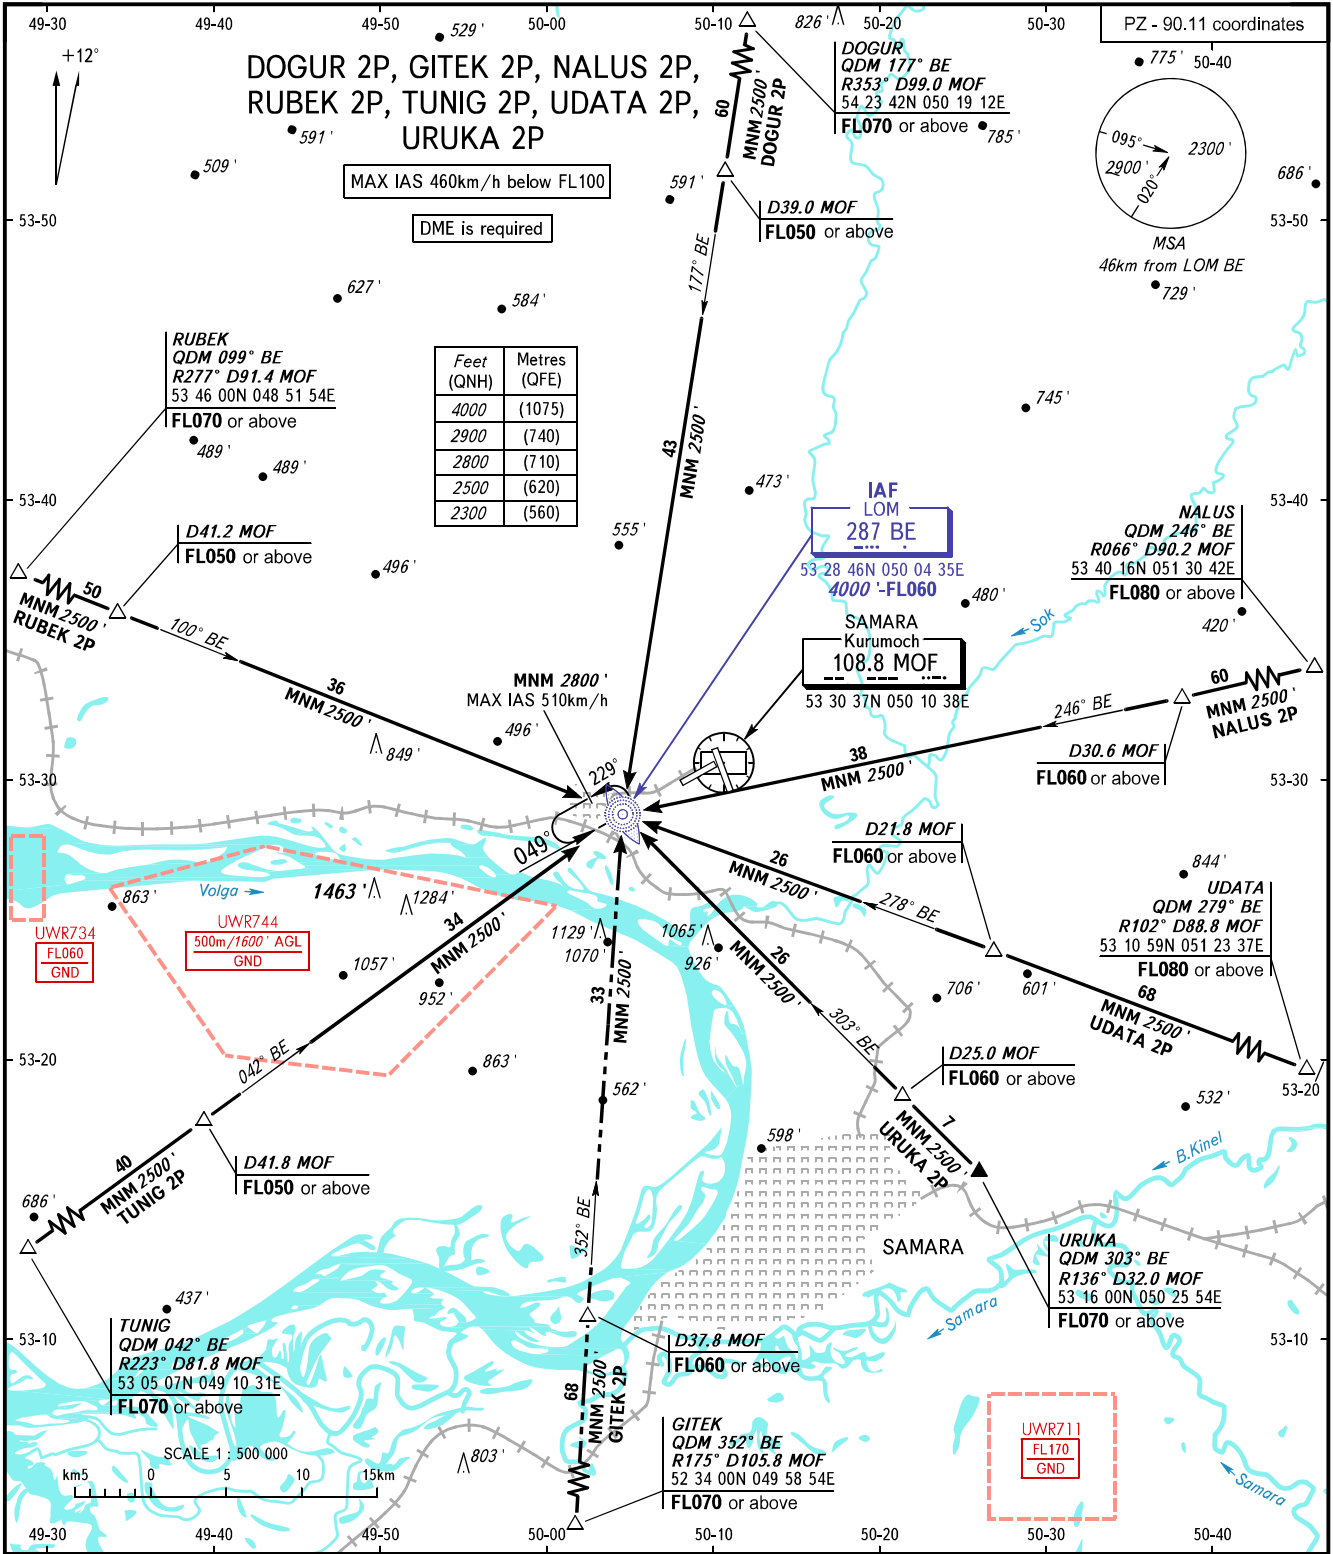 49-30 49-40 49-50 50-00 50-10 50-20 50-30
PZ - 90.11 coordinates
50-40
+12°
DOGUR 2P, GITEK 2P, NALUS 2P,
RUBEK 2P, TUNIG 2P, UDATA 2P,
URUKA 2P
MAX IAS 460km/h below FL100
DME is required
529 '
826 '
775 '
591 '
509 '
785 '
591 '
686 '
DOGUR
QDM 177° BE
R353° D99.0 MOF
54 23 42N 050 19 12E
FL070 or above
60
MNM 2500 '
DOGUR 2P
095°
2300 '
2900 '
020°
MSA
46km from LOM BE
729 '
53-50
53-50
D39.0 MOF
FL050 or above
177° BE
43
MNM 2500 '
627 '
584 '
RUBEK
QDM 099° BE
R277° D91.4 MOF
53 46 00N 048 51 54E
FL070 or above
Feet (QNH) Metres (QFE)
4000 (1075)
2900 (740)
2800 (710)
2500 (620)
2300 (560)
745 '
489 '
489 '
473 '
555 '
496 '
53-40
53-40
IAF
LOM
287 BE
53 28 46N 050 04 35E
4000 '-FL060
NALUS
QDM 246° BE
R066° D90.2 MOF
53 40 16N 051 30 42E
FL080 or above
D41.2 MOF
FL050 or above
50
MNM 2500 '
RUBEK 2P
100° BE
36
MNM 2500 '
480 '
420 '
Sok
SAMARA
Kurumoch
108.8 MOF
53 30 37N 050 10 38E
MNM 2800 '
MAX IAS 510km/h
496 '
849 '
60
MNM 2500 '
NALUS 2P
246° BE
D30.6 MOF
FL060 or above
38
MNM 2500 '
53-30
53-30
229°
049°
D21.8 MOF
FL060 or above
26
MNM 2500 '
278° BE
844 '
UDATA
QDM 279° BE
R102° D88.8 MOF
53 10 59N 051 23 37E
FL080 or above
Volga
1463 '
1284 '
863 '
UWR734
FL060
GND
UWR744
500m/1600 ' AGL
GND
34
MNM 2500 '
1129 '
1070 '
1065 '
926 '
1057 '
952 '
33
MNM 2500 '
26
MNM 2500 '
706 '
601 '
68
MNM 2500 '
UDATA 2P
303° BE
042° BE
863 '
562 '
D25.0 MOF
FL060 or above
53-20
53-20
532 '
598 '
7
MNM 2500 '
URUKA 2P
B.Kinel
D41.8 MOF
FL050 or above
40
MNM 2500 '
TUNIG 2P
686 '
352° BE
SAMARA
URUKA
QDM 303° BE
R136° D32.0 MOF
53 16 00N 050 25 54E
FL070 or above
437 '
TUNIG
QDM 042° BE
R223° D81.8 MOF
53 05 07N 049 10 31E
FL070 or above
Samara
53-10
53-10
D37.8 MOF
FL060 or above
68
MNM 2500 '
GITEK 2P
GITEK
QDM 352° BE
R175° D105.8 MOF
52 34 00N 049 58 54E
FL070 or above
803 '
UWR711
FL170
GND
Samara
SCALE 1 : 500 000
km5 0 5 10 15km
49-30 49-40 49-50 50-00 50-10 50-20 50-30 50-40